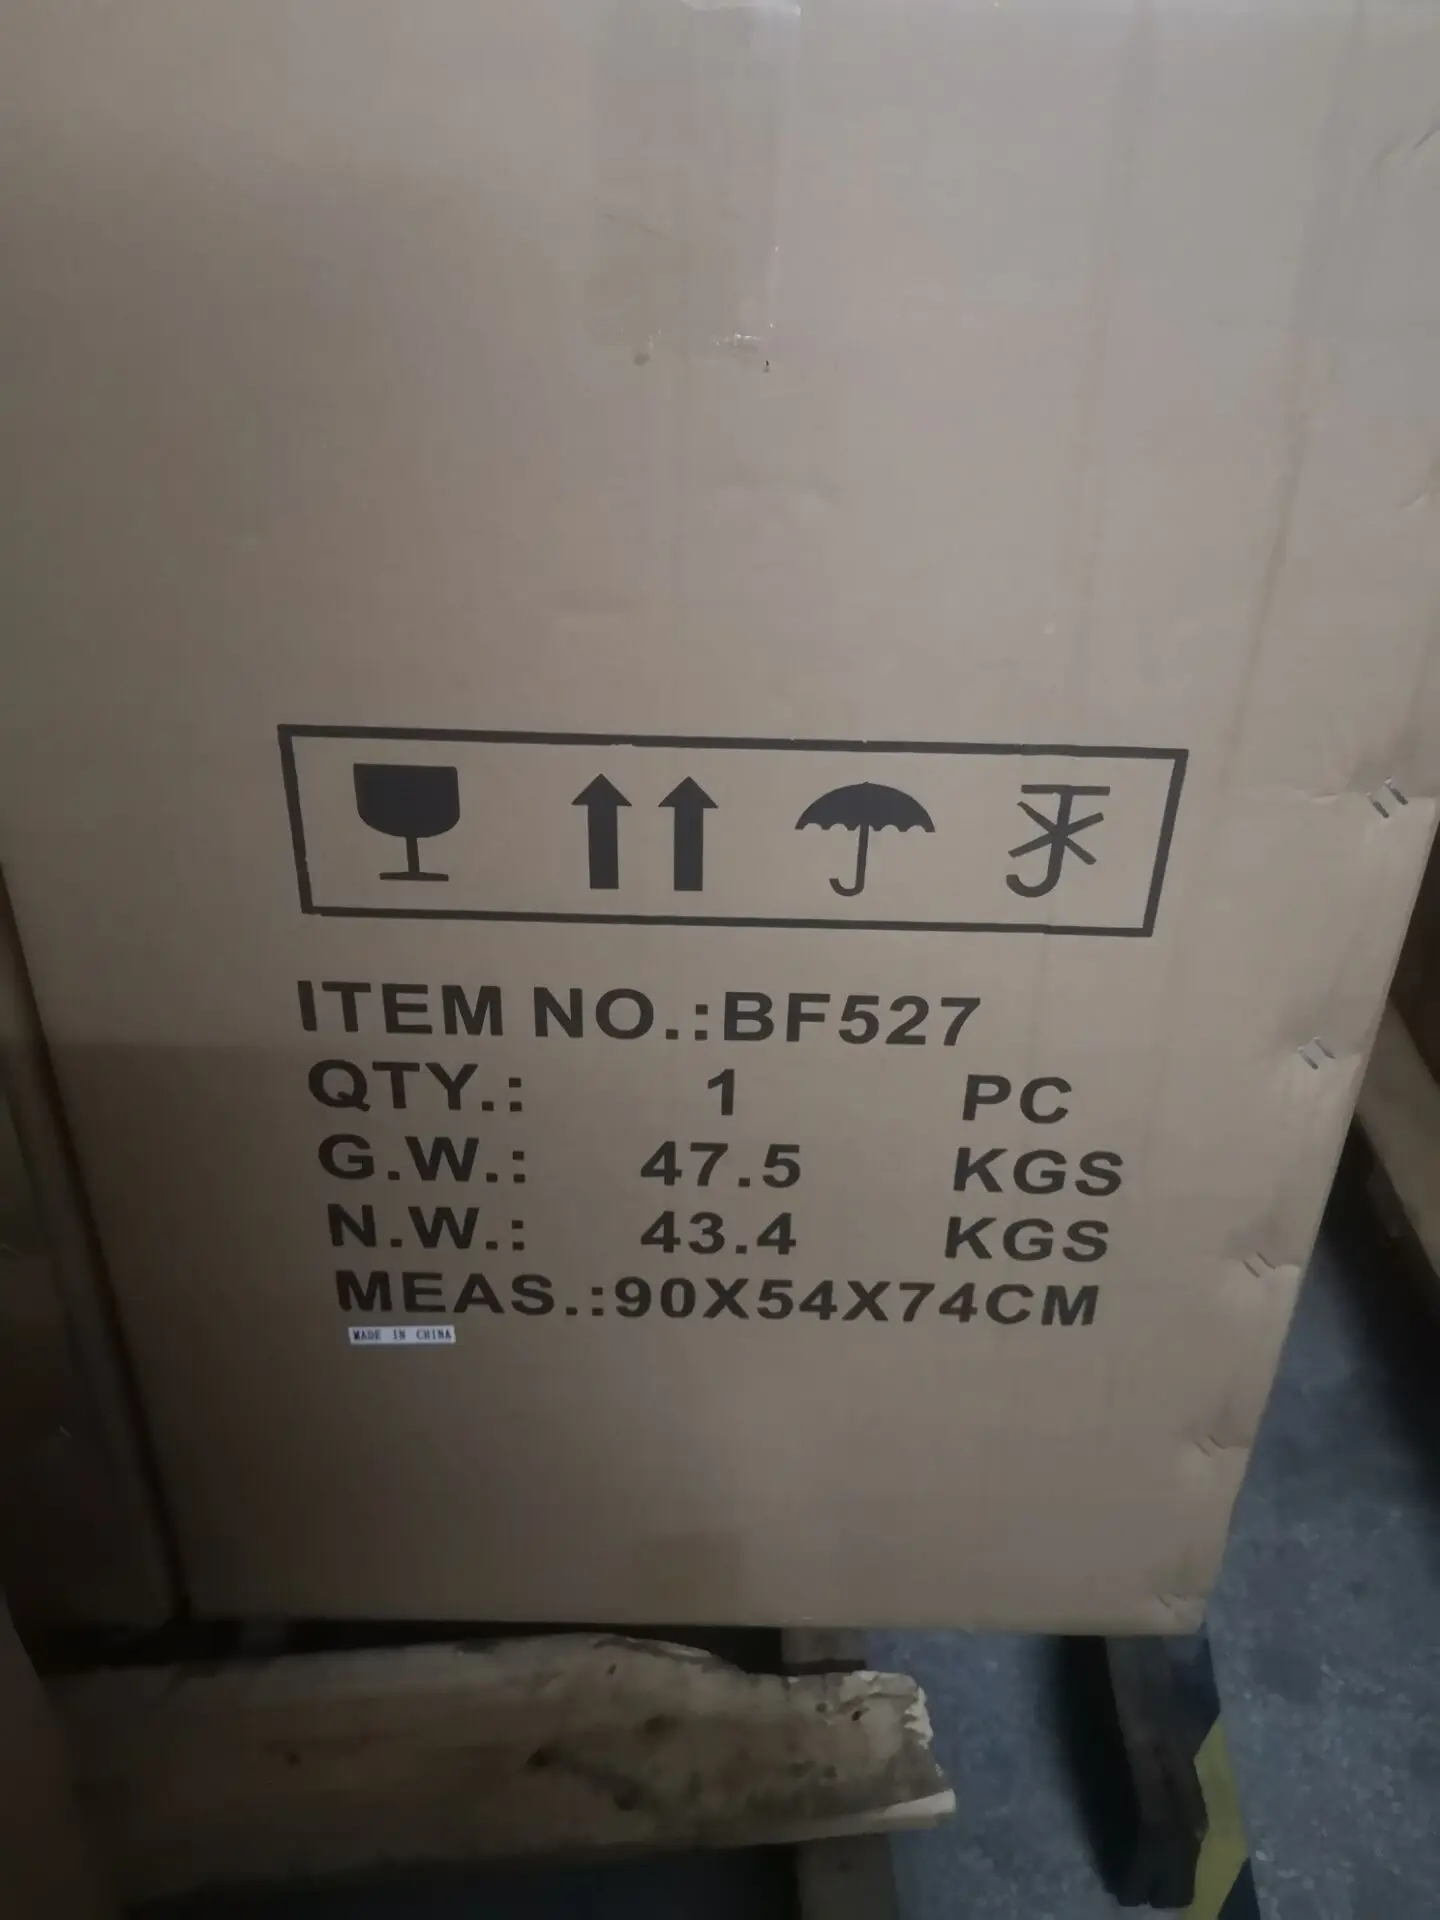 ITEM NO.:BF527
QTY.: 1 PC
G.W.: 47.5 KGS
N.W.: 43.4 KGS
MEAS.:90X54X74CM
MADE IN CHINA